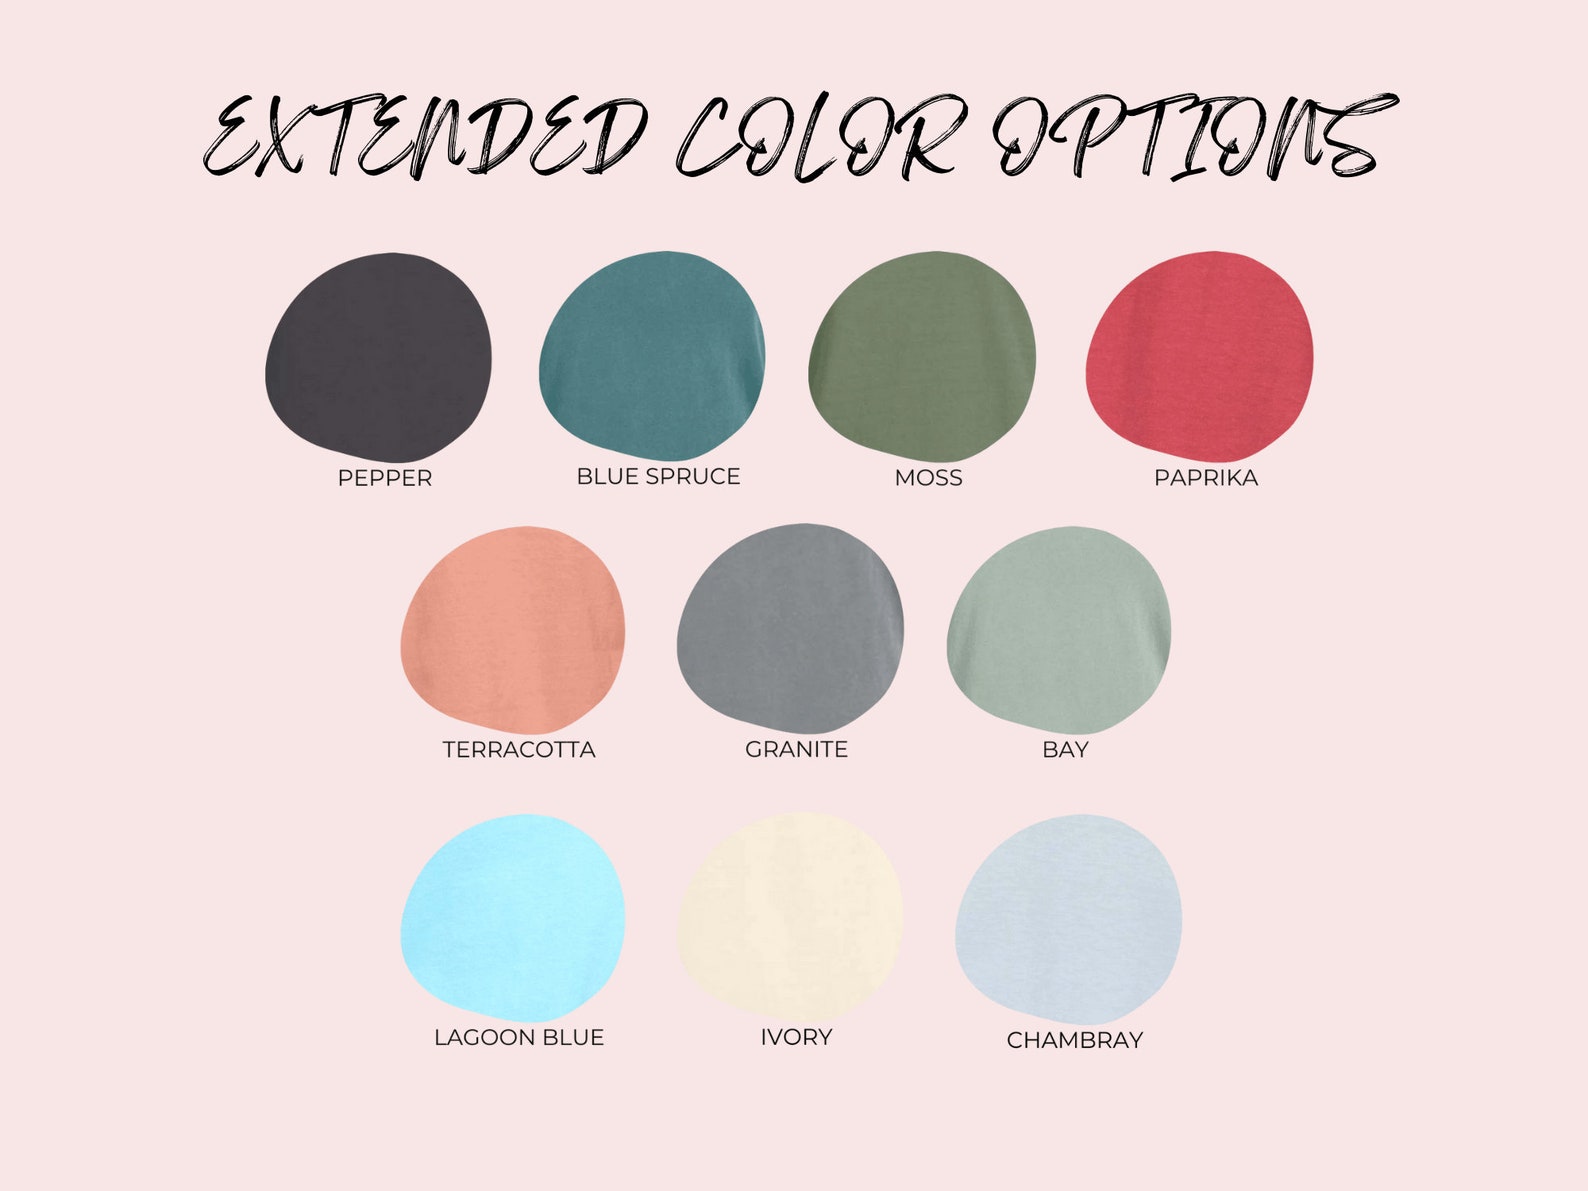 EXTENDED COLOR OPTIONS
PEPPER
BLUE SPRUCE
MOSS
PAPRIKA
TERRACOTTA
GRANITE
BAY
LAGOON BLUE
IVORY
CHAMBRAY